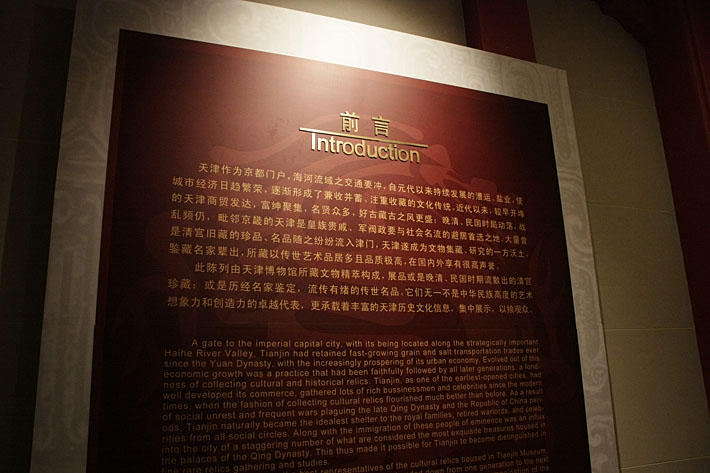 前言
Introduction
天津作为京都门户，海河流域之交通要冲，自元代以来持续发展的漕运、盐业，使
城市经济日趋繁荣，逐渐形成了兼收并蓄、注重收藏的文化传统。近代以来，较早开埠
的天津商贸发达，富绅聚集，名贤众多，好古藏古之风更盛；晚清、民国时局动荡，战
乱频仍，毗邻京畿的天津是皇族贵戚、军阀政要与社会名流的避居首选之地，大量曾
是清宫旧藏的珍品、名品随之纷纷流入津门，天津遂成为文物集藏、研究的一方沃土，
鉴藏名家辈出，所藏以传世艺术品居多且品质极高，在国内外享有很高声誉。
此陈列由天津博物馆所藏文物精萃构成，展品或是晚清、民国时期流散出的清宫
珍藏；或是历经名家鉴定，流传有绪的传世名品，它们无一不是中华民族高度的艺术
想象力和创造力的卓越代表，更承载着丰富的天津历史文化信息，集中展示，以飨观众。
A gate to the imperial capital city, with its being located along the strategically important
Haihe River Valley, Tianjin had retained fast-growing grain and salt transportation trades ever
since the Yuan Dynasty, with the increasingly prospering of its urban economy. Evolved out of this
economic growth was a practice that had been faithfully followed by all later generations, a fond-
ness of collecting cultural and historical relics. Tianjin, as one of the earliest-opened cities, had
well developed its commerce, gathered lots of rich bussinessmen and celebrities since the modern
times, when the fashion of collecting cultural relics flourished much better than before. As a result
of social unrest and frequent wars plaguing the late Qing Dynasty and the Republic of China peri-
ods, Tianjin naturally became the idealest shelter to the royal families, retired warlords, and celeb-
rities from all social circles. Along with the immigration of these people of eminence was an influx
into the city of a staggering number of what are considered the most exquisite treasures housed in
the palaces of the Qing Dynasty. This thus made it possible for Tianjin to become distinguished in
fine rare relics gathering and studies.
best representatives of the cultural relics housed in Tianjin Museum,
down from one generation to the next